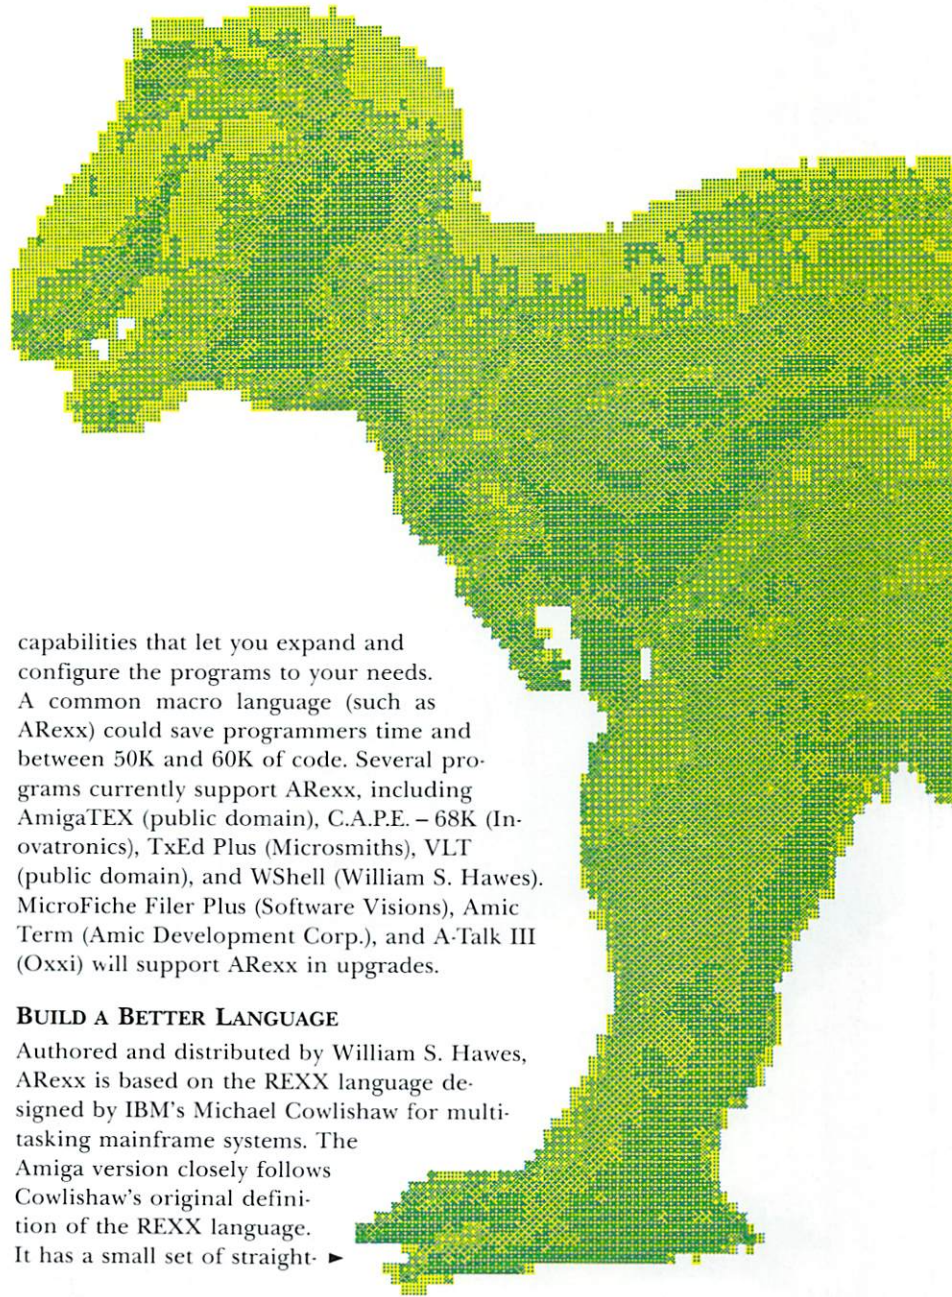 capabilities that let you expand and
configure the programs to your needs.
A common macro language (such as
ARexx) could save programmers time and
between 50K and 60K of code. Several pro-
grams currently support ARexx, including
AmigaTEX (public domain), C.A.P.E. – 68K (In-
ovatronics), TxEd Plus (Microsmiths), VLT
(public domain), and WShell (William S. Hawes).
MicroFiche Filer Plus (Software Visions), Amic
Term (Amic Development Corp.), and A-Talk III
(Oxxi) will support ARexx in upgrades.
BUILD A BETTER LANGUAGE
Authored and distributed by William S. Hawes,
ARexx is based on the REXX language de-
signed by IBM's Michael Cowlishaw for multi-
tasking mainframe systems. The
Amiga version closely follows
Cowlishaw's original defini-
tion of the REXX language.
It has a small set of straight- ►